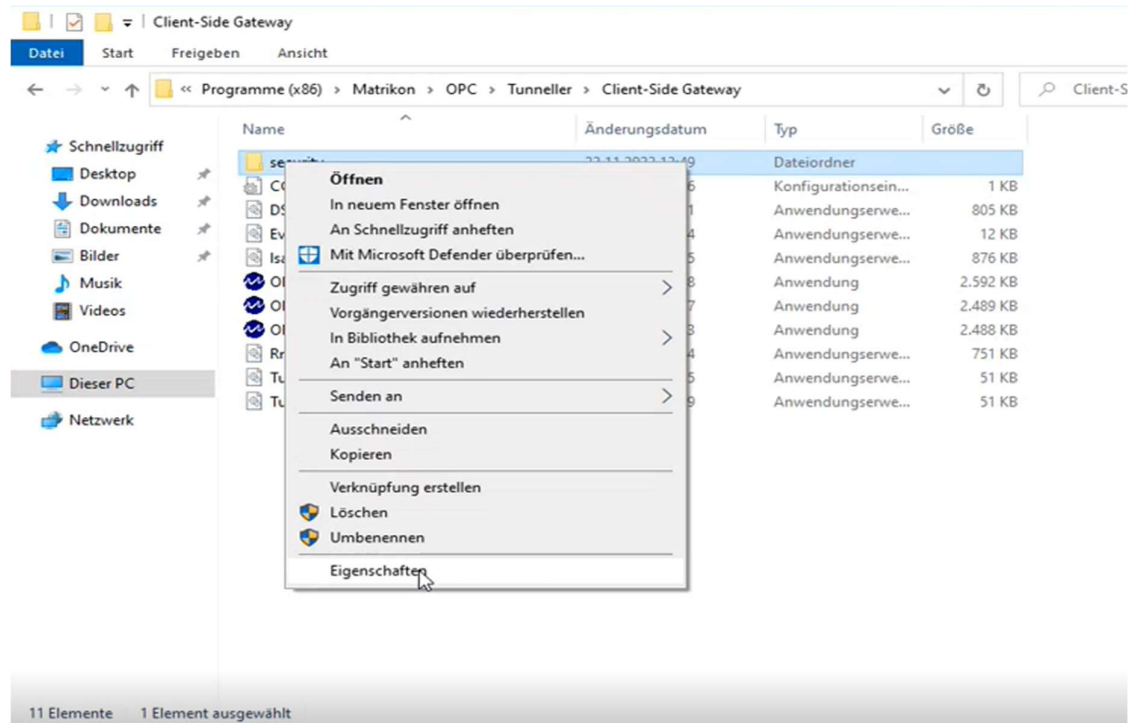 Client-Side Gateway
Datei Start Freigeben Ansicht
« Programme (x86) › Matrikon › OPC › Tunneller › Client-Side Gateway
Client-S
Name Änderungsdatum Typ Größe
Schnellzugriff
Desktop
Downloads
Dokumente
Bilder
Musik
Videos
OneDrive
Dieser PC
Netzwerk
Dateiordner
Konfigurationsein... 1 KB
Anwendungserwe... 805 KB
Anwendungserwe... 12 KB
Anwendungserwe... 876 KB
Anwendung 2.592 KB
Anwendung 2.489 KB
Anwendung 2.488 KB
Anwendungserwe... 751 KB
Anwendungserwe... 51 KB
Anwendungserwe... 51 KB
Öffnen
In neuem Fenster öffnen
An Schnellzugriff anheften
Mit Microsoft Defender überprüfen...
Zugriff gewähren auf
Vorgängerversionen wiederherstellen
In Bibliothek aufnehmen
An "Start" anheften
Senden an
Ausschneiden
Kopieren
Verknüpfung erstellen
Löschen
Umbenennen
Eigenschaften
11 Elemente 1 Element ausgewählt